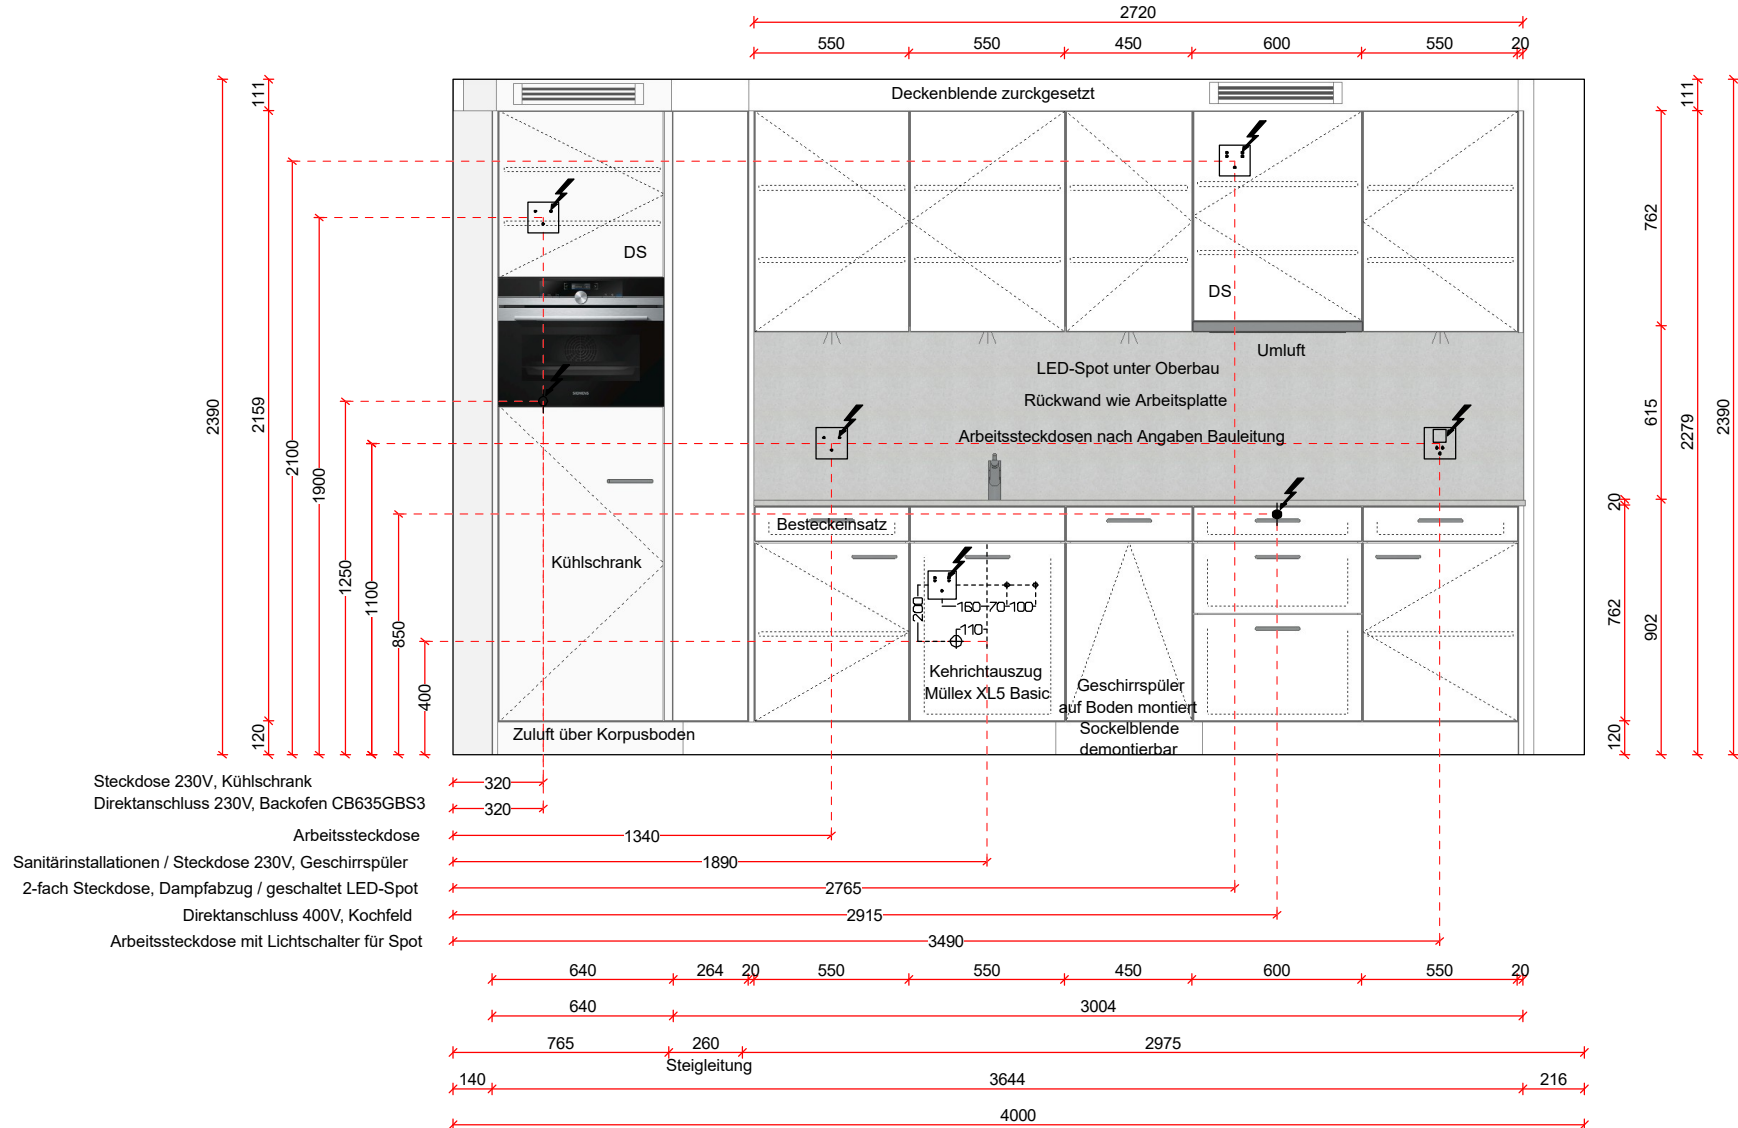 2720
550 550 450 600 550 20
Deckenblende zurckgesetzt
111
2159
120
2390
2100
1900
1250
1100
850
400
DS
DS
Umluft
LED-Spot unter Oberbau
Rückwand wie Arbeitsplatte
Arbeitssteckdosen nach Angaben Bauleitung
SIEMENS
Besteckeinsatz
Kühlschrank
200
160 70 100
110
Kehrichtauszug
Müllex XL5 Basic
Geschirrspüler
auf Boden montiert
Sockelblende
demontierbar
Zuluft über Korpusboden
762
615
20
762
120
902
111
2279
2390
Steckdose 230V, Kühlschrank 320
Direktanschluss 230V, Backofen CB635GBS3 320
Arbeitssteckdose 1340
Sanitärinstallationen / Steckdose 230V, Geschirrspüler 1890
2-fach Steckdose, Dampfabzug / geschaltet LED-Spot 2765
Direktanschluss 400V, Kochfeld 2915
Arbeitssteckdose mit Lichtschalter für Spot 3490
640 264 20 550 550 450 600 550 20
640 3004
765 260 2975
Steigleitung
140 3644 216
4000